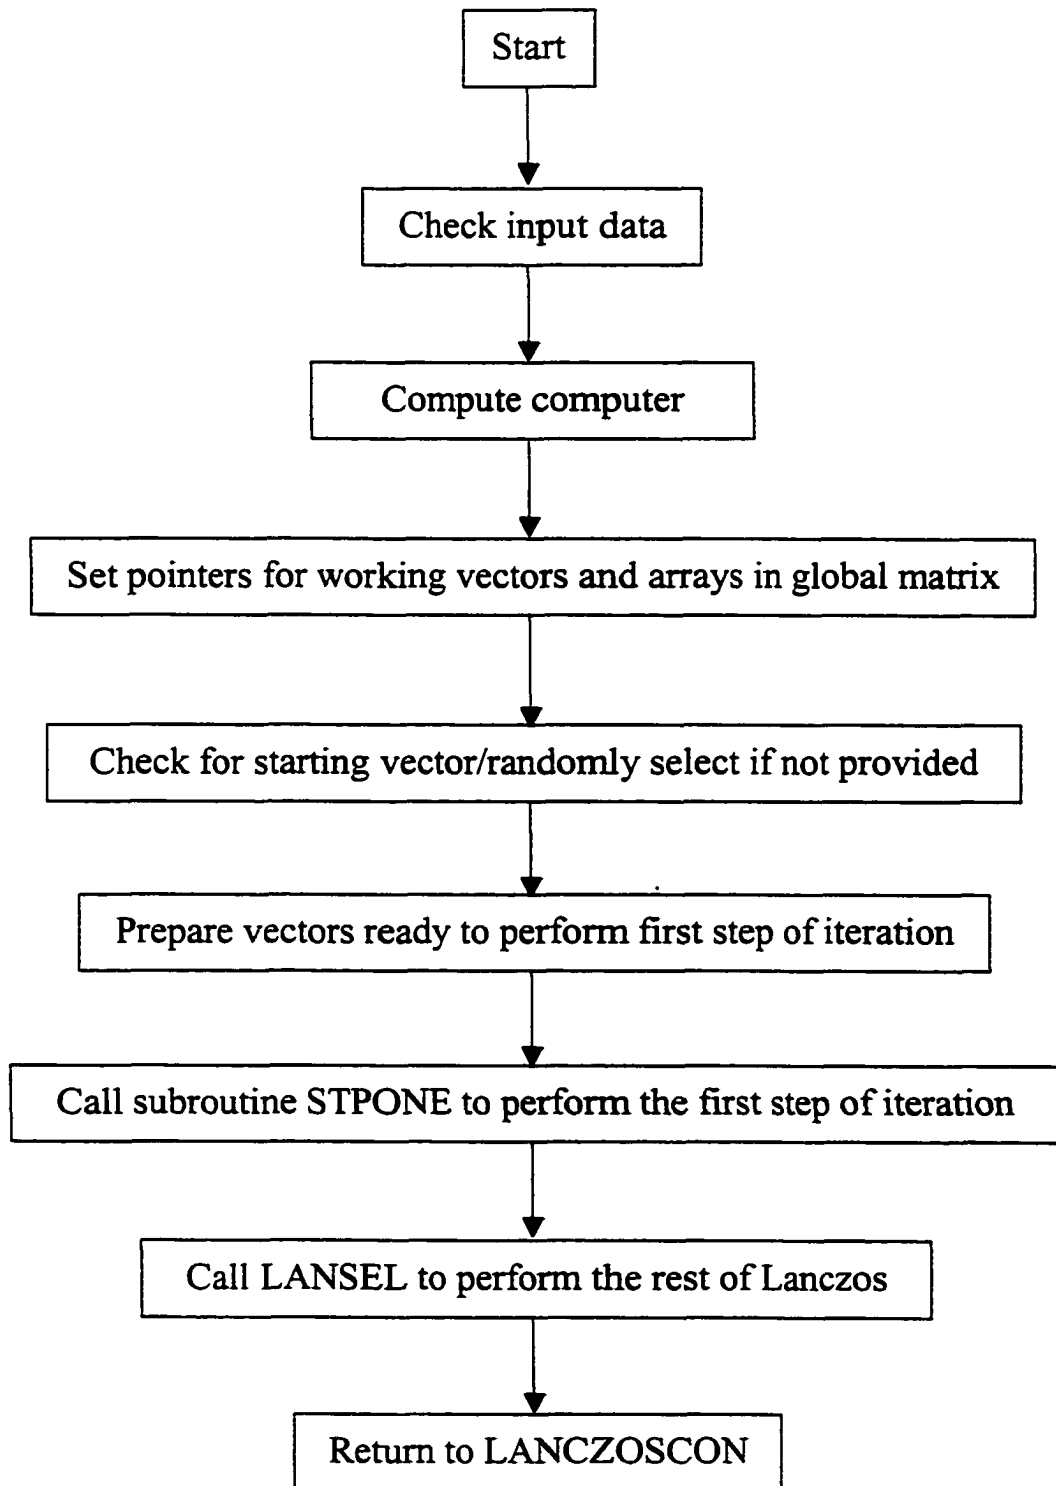 Start
Check input data
Compute computer
Set pointers for working vectors and arrays in global matrix
Check for starting vector/randomly select if not provided
Prepare vectors ready to perform first step of iteration
Call subroutine STPONE to perform the first step of iteration
Call LANSEL to perform the rest of Lanczos
Return to LANCZOSCON